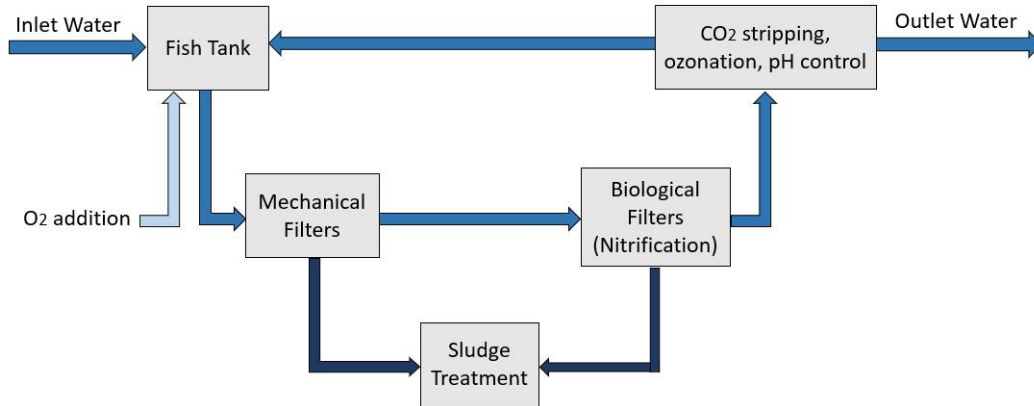 Inlet Water
Fish Tank
CO2 stripping,
ozonation, pH control
Outlet Water
O2 addition
Mechanical
Filters
Biological
Filters
(Nitrification)
Sludge
Treatment